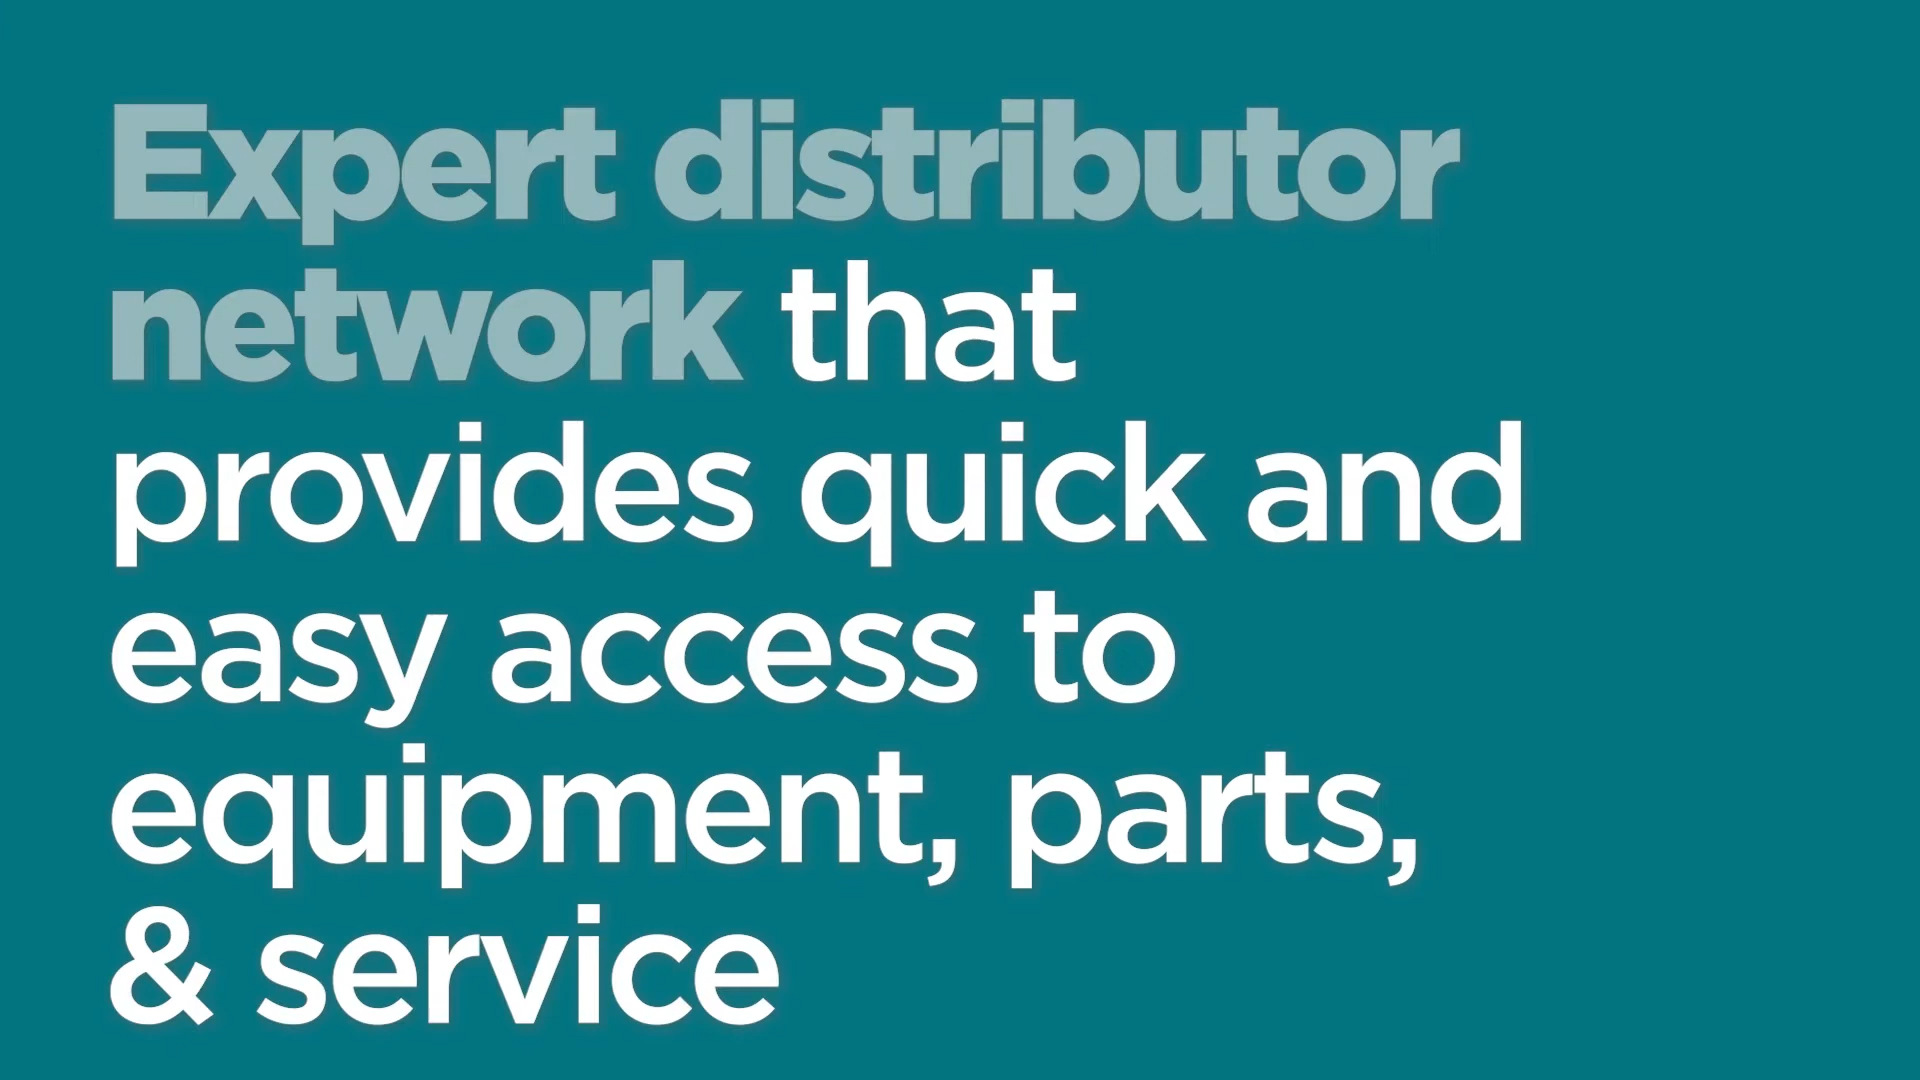 Expert distributor
network that
provides quick and
easy access to
equipment, parts,
& service